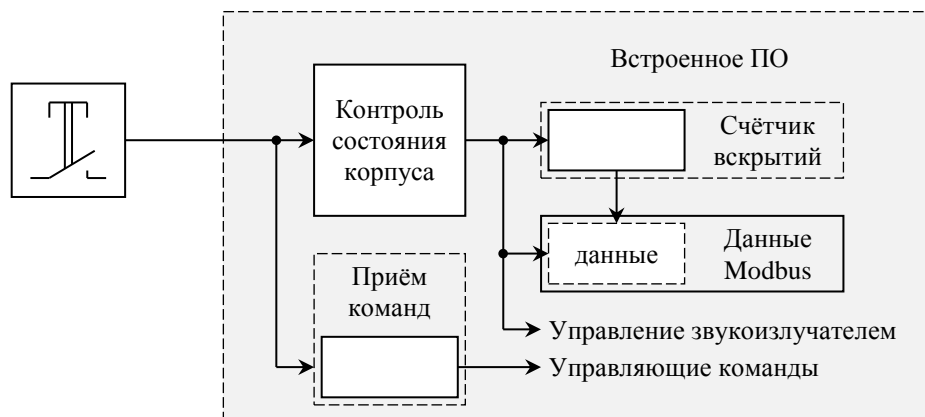 Встроенное ПО
Контроль
состояния
корпуса
Счётчик
вскрытий
данные
Данные
Modbus
Приём
команд
Управление звукоизлучателем
Управляющие команды